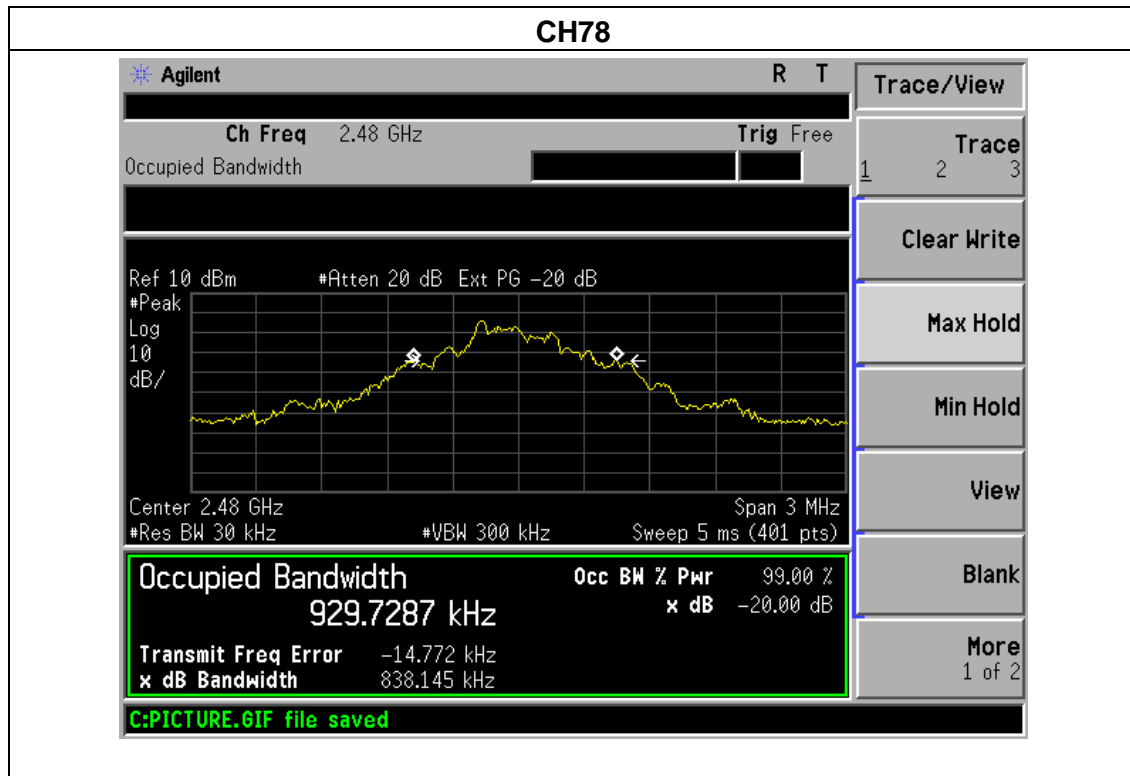 CH78
Agilent R T
Ch Freq 2.48 GHz Trig Free
Occupied Bandwidth
Ref 10 dBm #Atten 20 dB Ext PG -20 dB
#Peak
Log
10
dB/
Center 2.48 GHz Span 3 MHz
#Res BW 30 kHz #VBW 300 kHz Sweep 5 ms (401 pts)
Occupied Bandwidth Occ BW % Pwr 99.00 %
929.7287 kHz x dB -20.00 dB
Transmit Freq Error -14.772 kHz
x dB Bandwidth 838.145 kHz
C:PICTURE.GIF file saved
Trace/View
Trace
1 2 3
Clear Write
Max Hold
Min Hold
View
Blank
More
1 of 2